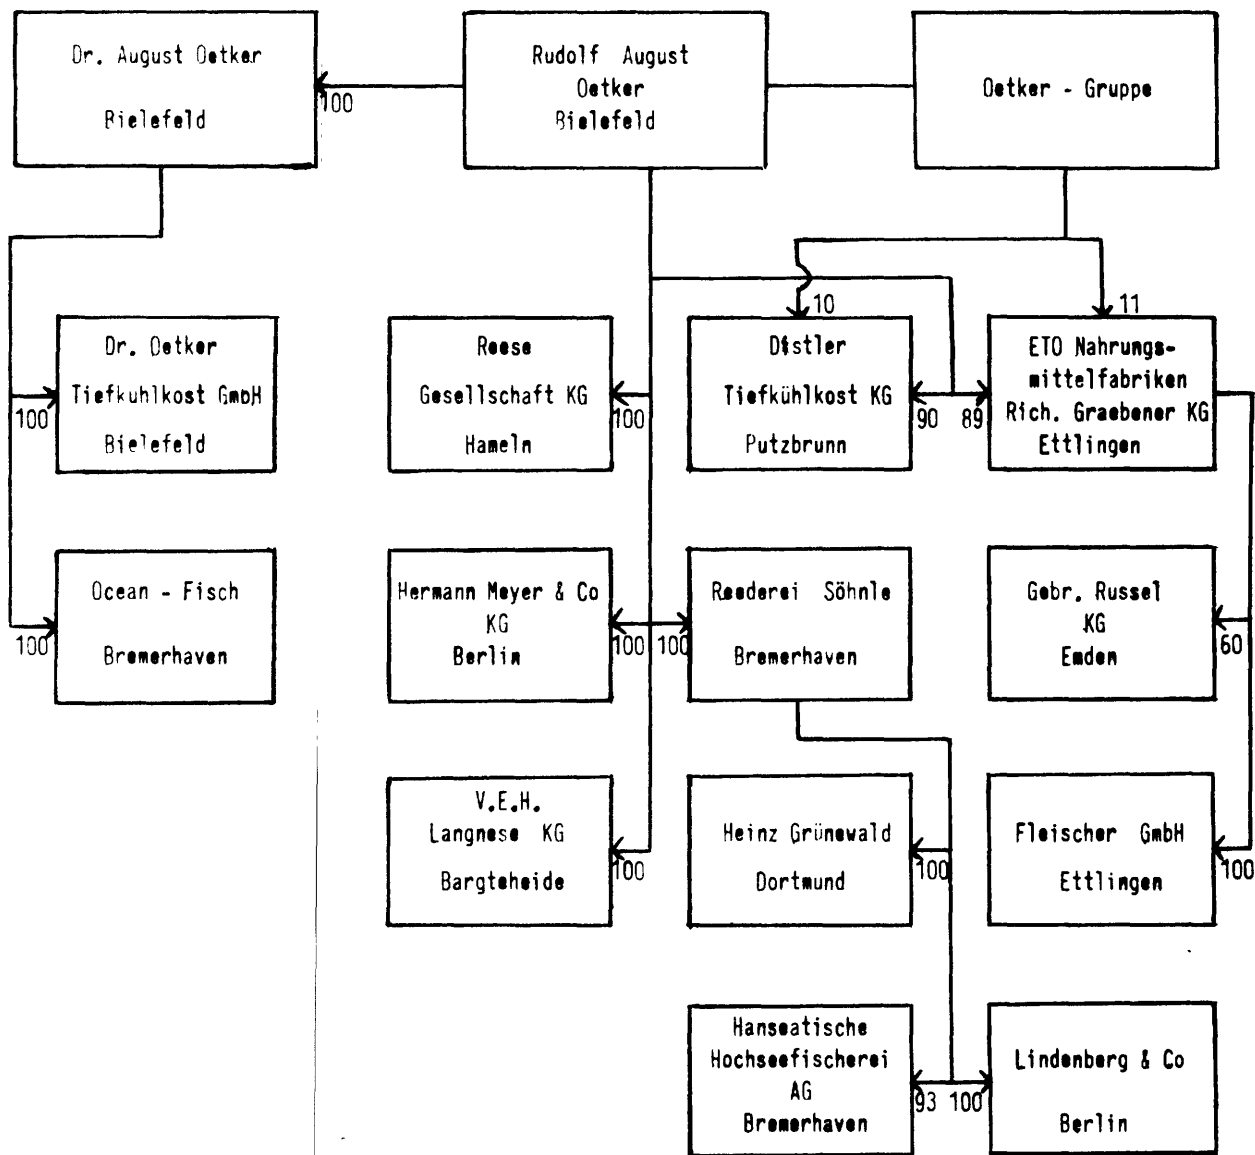 Dr. August Oetker
Bielefeld
100
Rudolf August
Oetker
Bielefeld
Oetker - Gruppe
Dr. Oetker
Tiefkuhlkost GmbH
Bielefeld
100
Reese
Gesellschaft KG
Hameln
100
10
Distler
Tiefkühlkost KG
Putzbrunn
90 89
11
ETO Nahrungs-
mittelfabriken
Rich. Graebener KG
Ettlingen
Ocean - Fisch
Bremerhaven
100
Hermann Meyer & Co
KG
Berlin
100 100
Reederei Söhnle
Bremerhaven
Gebr. Russel
KG
Emden
60
V.E.H.
Langnese KG
Bargteheide
100
Heinz Grünewald
Dortmund
100
Fleischer GmbH
Ettlingen
100
Hanseatische
Hochseefischerei
AG
Bremerhaven
93 100
Lindenberg & Co
Berlin